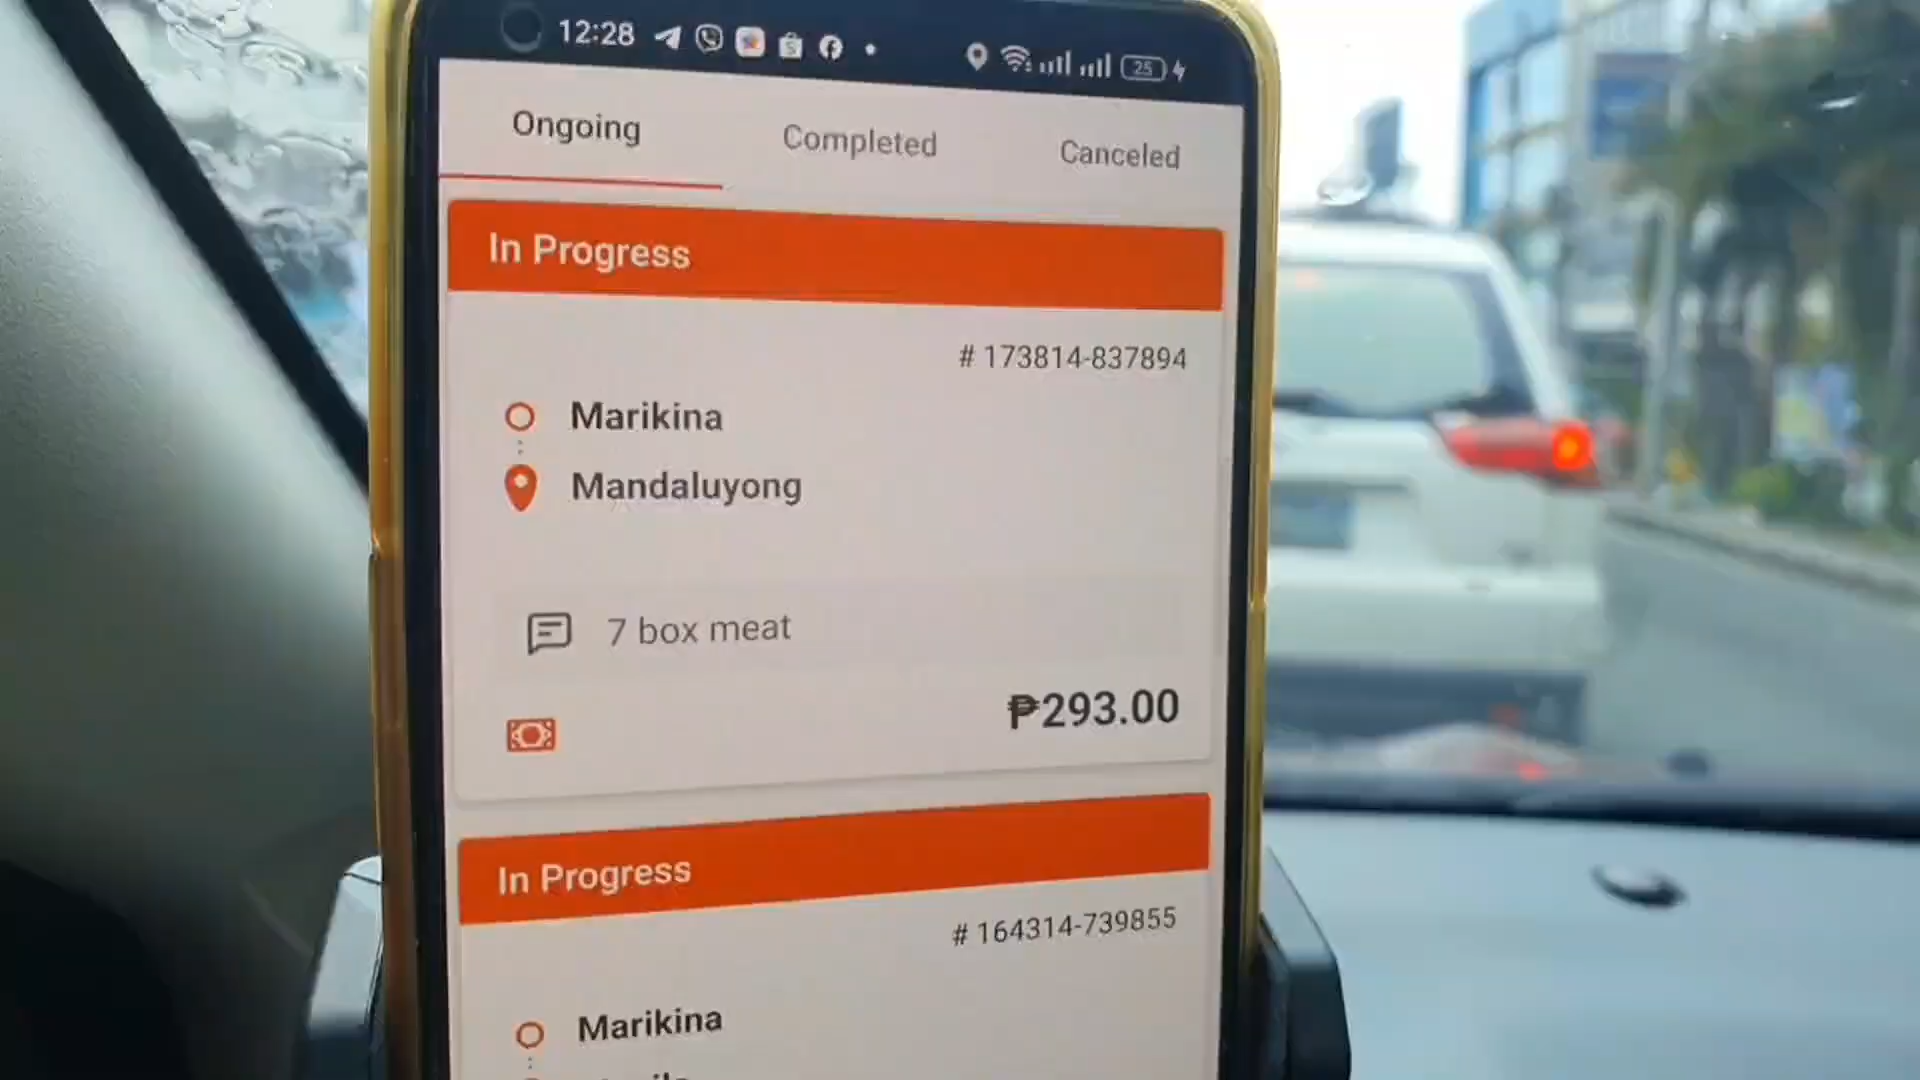 12:28
25
Ongoing Completed Canceled
In Progress
# 173814-837894
Marikina
Mandaluyong
7 box meat
₱293.00
In Progress
# 164314-739855
Marikina